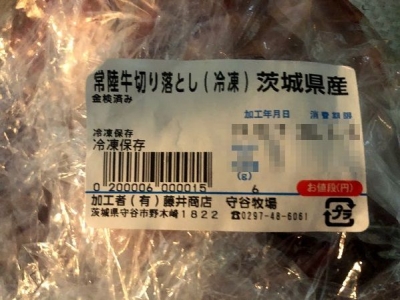 常陸牛切り落とし(冷凍) 茨城県産
金検済み
加工年月日 消費期限
冷凍保存
冷凍保存
(g)
0 200006 000015
6
お値段(円)
加工者(有)藤井商店 守谷牧場
茨城県守谷市野木崎1822 ☎0297-48-6061
プラ